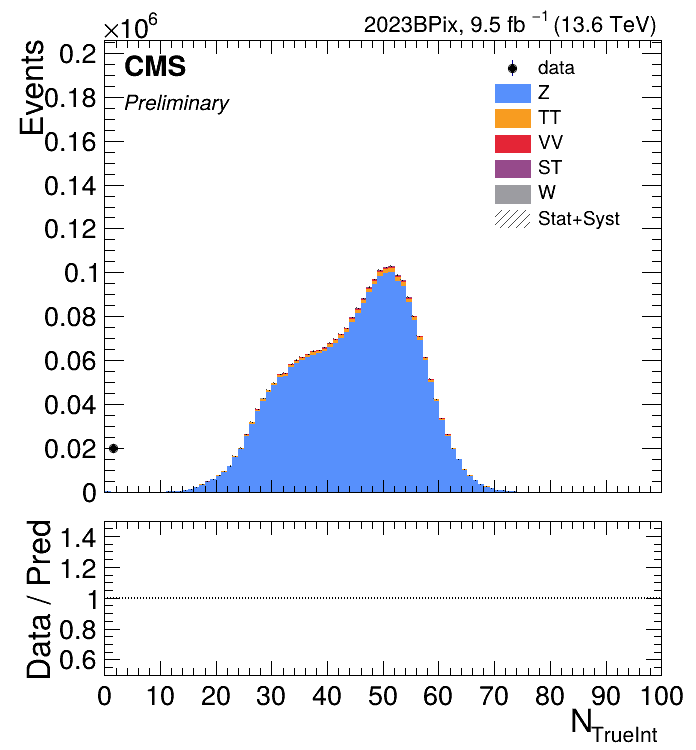 ×10⁶ 2023BPix, 9.5 fb ⁻¹ (13.6 TeV)
Events
CMS
Preliminary
data
Z
TT
VV
ST
W
Stat+Syst
0.2
0.18
0.16
0.14
0.12
0.1
0.08
0.06
0.04
0.02
0
Data / Pred
1.4
1.2
1
0.8
0.6
0 10 20 30 40 50 60 70 80 90 100
N_TrueInt